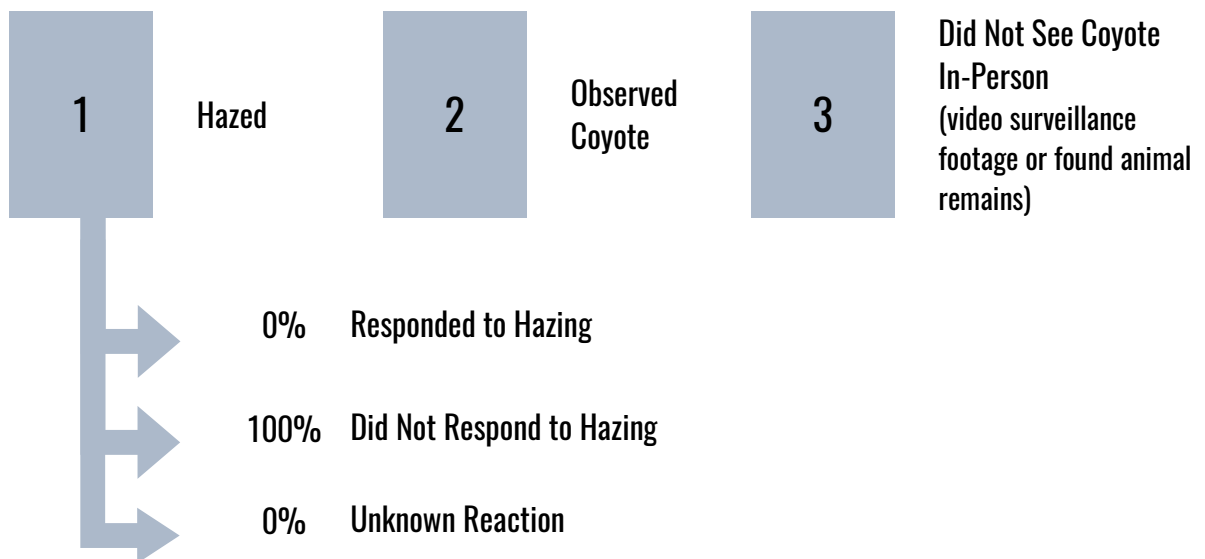 1
Hazed
2
Observed
Coyote
3
Did Not See Coyote
In-Person
(video surveillance
footage or found animal
remains)
0% Responded to Hazing
100% Did Not Respond to Hazing
0% Unknown Reaction